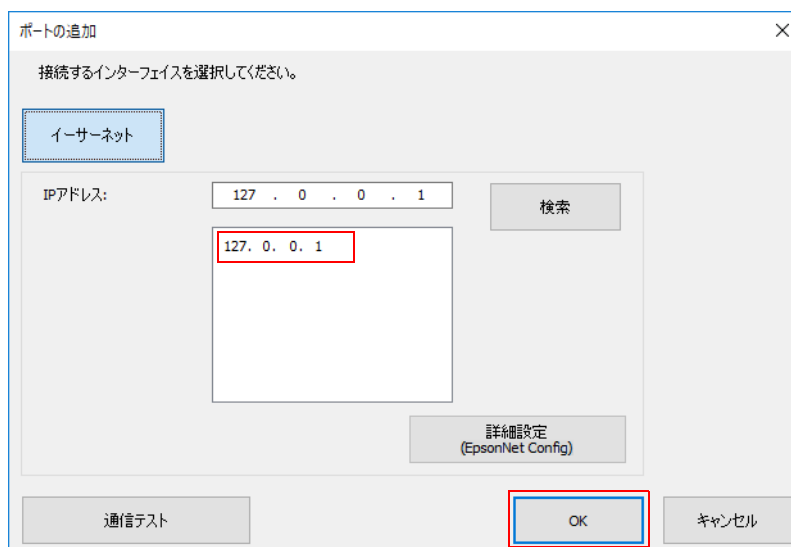 ポートの追加
接続するインターフェイスを選択してください。
イーサーネット
IPアドレス:
127 . 0 . 0 . 1
検索
127. 0. 0. 1
詳細設定
(EpsonNet Config)
通信テスト
OK
キャンセル